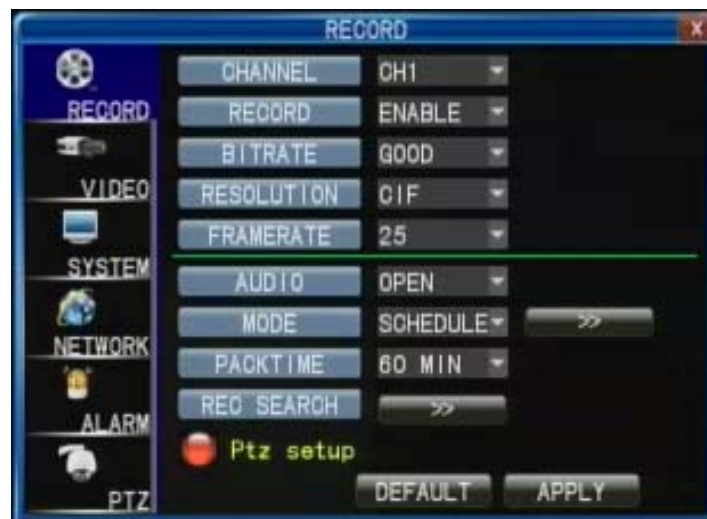 RECORD
X
RECORD
VIDEO
SYSTEM
NETWORK
ALARM
PTZ
CHANNEL CH1
RECORD ENABLE
BITRATE GOOD
RESOLUTION CIF
FRAMERATE 25
AUDIO OPEN
MODE SCHEDULE >>
PACKTIME 60 MIN
REC SEARCH >>
Ptz setup
DEFAULT APPLY